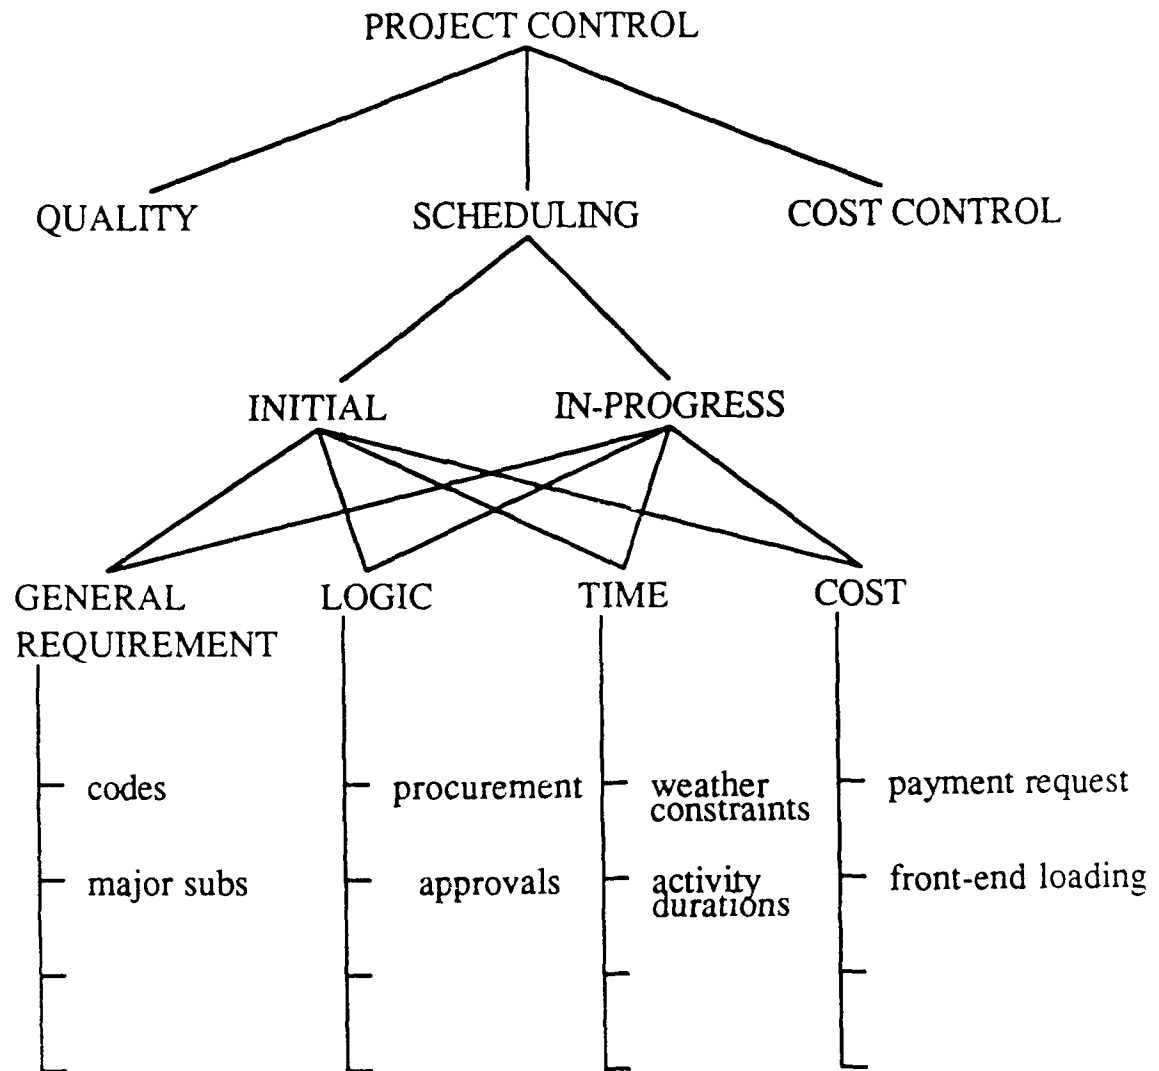 PROJECT CONTROL
QUALITY
SCHEDULING
COST CONTROL
INITIAL
IN-PROGRESS
GENERAL
REQUIREMENT
LOGIC
TIME
COST
codes
procurement
weather
constraints
payment request
major subs
approvals
activity
durations
front-end loading